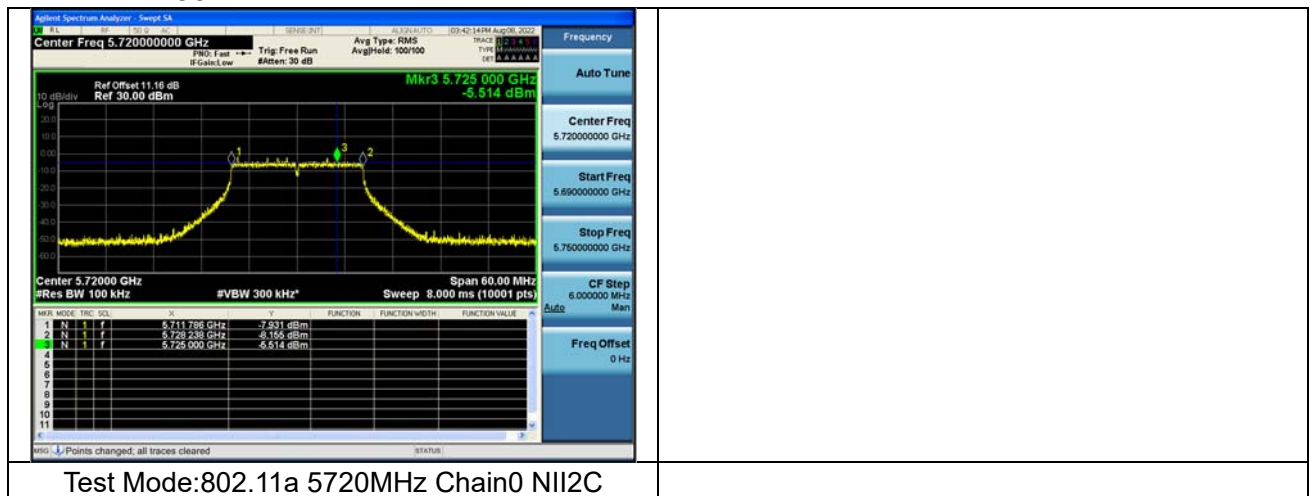 Agilent Spectrum Analyzer - Swept SA
RL RF 50 Ω AC SENSE:INT ALIGNAUTO 03:42:14 PM Aug 08, 2022
Center Freq 5.720000000 GHz
PNO: Fast
IFGain:Low
Trig: Free Run
#Atten: 30 dB
Avg Type: RMS
Avg|Hold: 100/100
TRACE 1 2 3 4 5 6
TYPE
DET A A A A A A
Frequency
Auto Tune
Center Freq
5.720000000 GHz
Start Freq
5.690000000 GHz
Stop Freq
5.750000000 GHz
CF Step
6.000000 MHz
Auto Man
Freq Offset
0 Hz
Ref Offset 11.16 dB
Ref 30.00 dBm
10 dB/div
Log
Mkr3 5.725 000 GHz
-5.514 dBm
20.0
10.0
0.00
-10.0
-20.0
-30.0
-40.0
-50.0
-60.0
1
3
2
Center 5.72000 GHz
Span 60.00 MHz
#Res BW 100 kHz
#VBW 300 kHz*
Sweep 8.000 ms (10001 pts)
MKR MODE TRC SCL X Y FUNCTION FUNCTION WIDTH FUNCTION VALUE
1 N 1 f 5.711 786 GHz -7.931 dBm
2 N 1 f 5.728 238 GHz -8.155 dBm
3 N 1 f 5.725 000 GHz -5.514 dBm
4
5
6
7
8
9
10
11
MSG Points changed; all traces cleared
STATUS
Test Mode:802.11a 5720MHz Chain0 NII2C